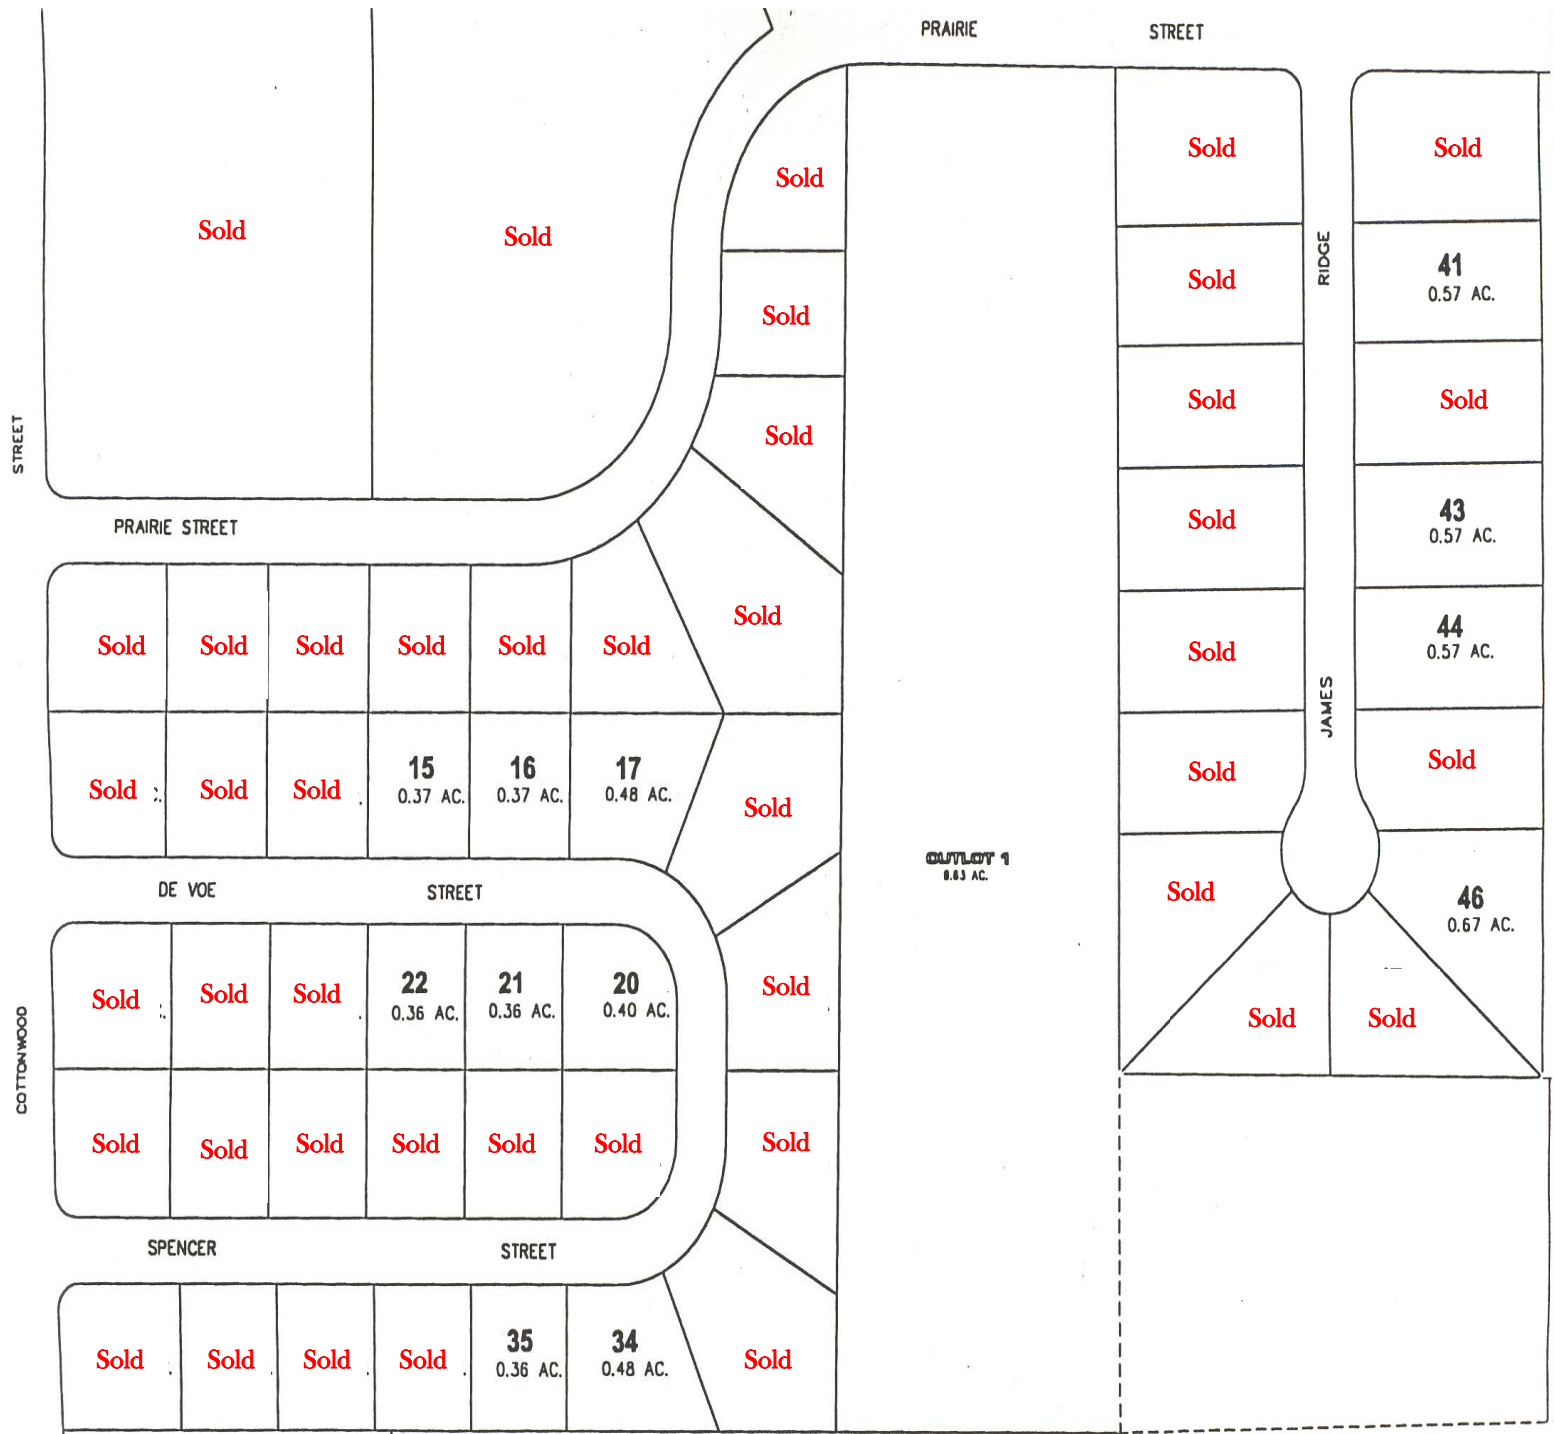 PRAIRIE STREET
Sold
Sold
Sold
Sold
Sold
Sold
Sold
RIDGE
41
0.57 AC.
Sold
Sold
Sold
Sold
STREET
PRAIRIE STREET
Sold
43
0.57 AC.
Sold
Sold
Sold
Sold
Sold
Sold
Sold
Sold
44
0.57 AC.
JAMES
Sold
Sold
Sold
15
0.37 AC.
16
0.37 AC.
17
0.48 AC.
Sold
Sold
Sold
OUTLOT 1
DE VOE STREET
Sold
46
0.67 AC.
Sold
Sold
Sold
22
0.36 AC.
21
0.36 AC.
20
0.40 AC.
Sold
Sold
Sold
COTTONWOOD
Sold
Sold
Sold
Sold
Sold
Sold
Sold
SPENCER STREET
Sold
Sold
Sold
Sold
35
0.36 AC.
34
0.48 AC.
Sold